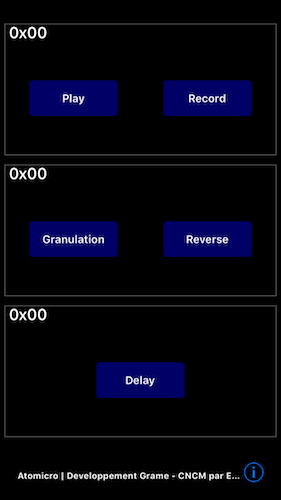 0x00
Play Record
0x00
Granulation Reverse
0x00
Delay
Atomicro | Developpement Grame - CNCM par E...